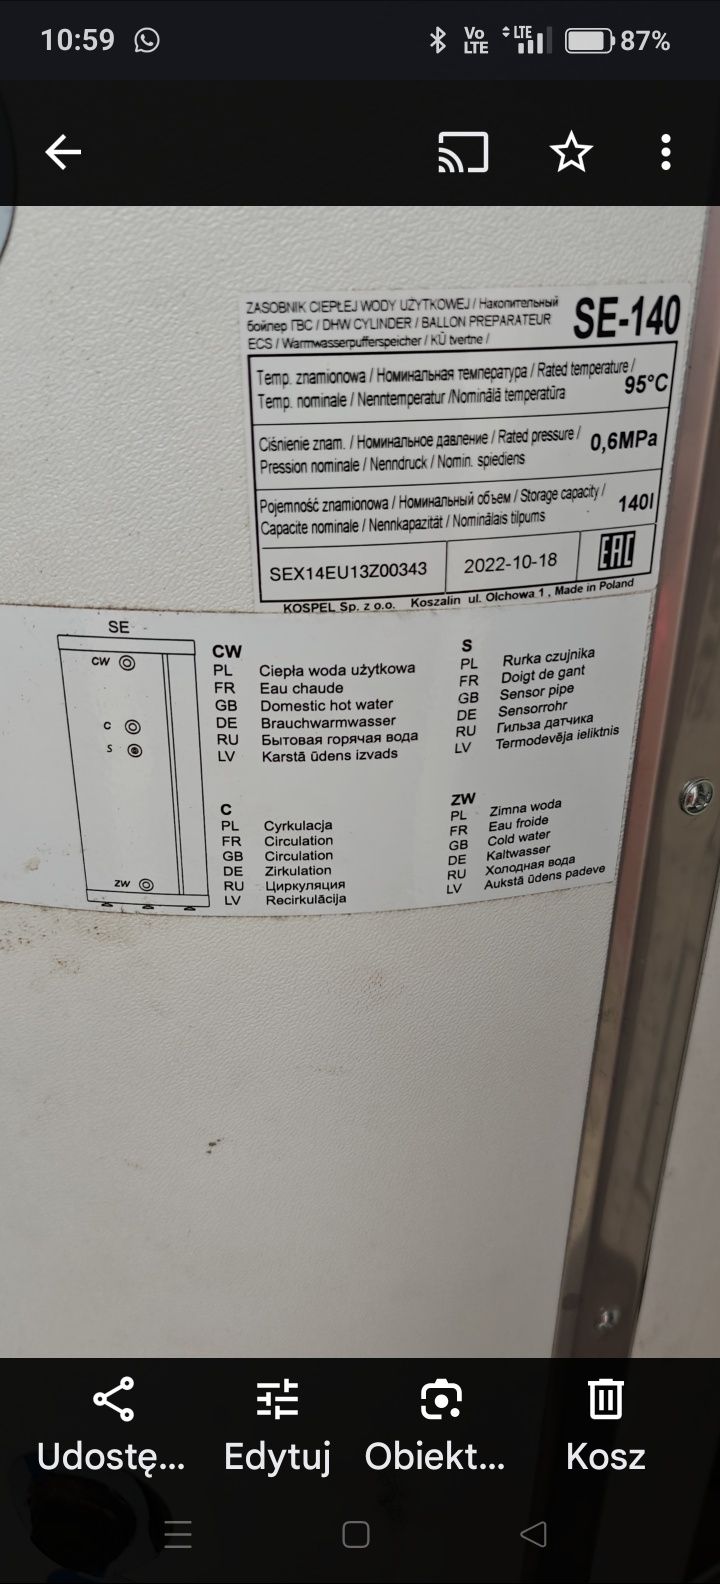 10:59
Vo LTE
LTE
87%
ZASOBNIK CIEPŁEJ WODY UŻYTKOWEJ / Накопительный
бойлер ГВС / DHW CYLINDER / BALLON PREPARATEUR
ECS / Warmwasserpufferspeicher / KŪ tvertne /
SE-140
Temp. znamionowa / Номинальная температура / Rated temperature /
Temp. nominale / Nenntemperatur /Nominālā temperatūra
95°C
Ciśnienie znam. / Номинальное давление / Rated pressure /
Pression nominale / Nenndruck / Nomin. spiediens
0,6MPa
Pojemność znamionowa / Номинальный объем / Storage capacity /
Capacite nominale / Nennkapazität / Nominālais tilpums
140l
SEX14EU13Z00343
2022-10-18
EAC
KOSPEL Sp. z o.o. Koszalin ul. Olchowa 1 , Made in Poland
SE
CW
C
S
ZW
CW
PL Ciepła woda użytkowa
FR Eau chaude
GB Domestic hot water
DE Brauchwarmwasser
RU Бытовая горячая вода
LV Karstā ūdens izvads
S
PL Rurka czujnika
FR Doigt de gant
GB Sensor pipe
DE Sensorrohr
RU Гильза датчика
LV Termodevēja ieliktnis
C
PL Cyrkulacja
FR Circulation
GB Circulation
DE Zirkulation
RU Циркуляция
LV Recirkulācija
ZW
PL Zimna woda
FR Eau froide
GB Cold water
DE Kaltwasser
RU Холодная вода
LV Aukstā ūdens padeve
Udostę...
Edytuj
Obiekt...
Kosz